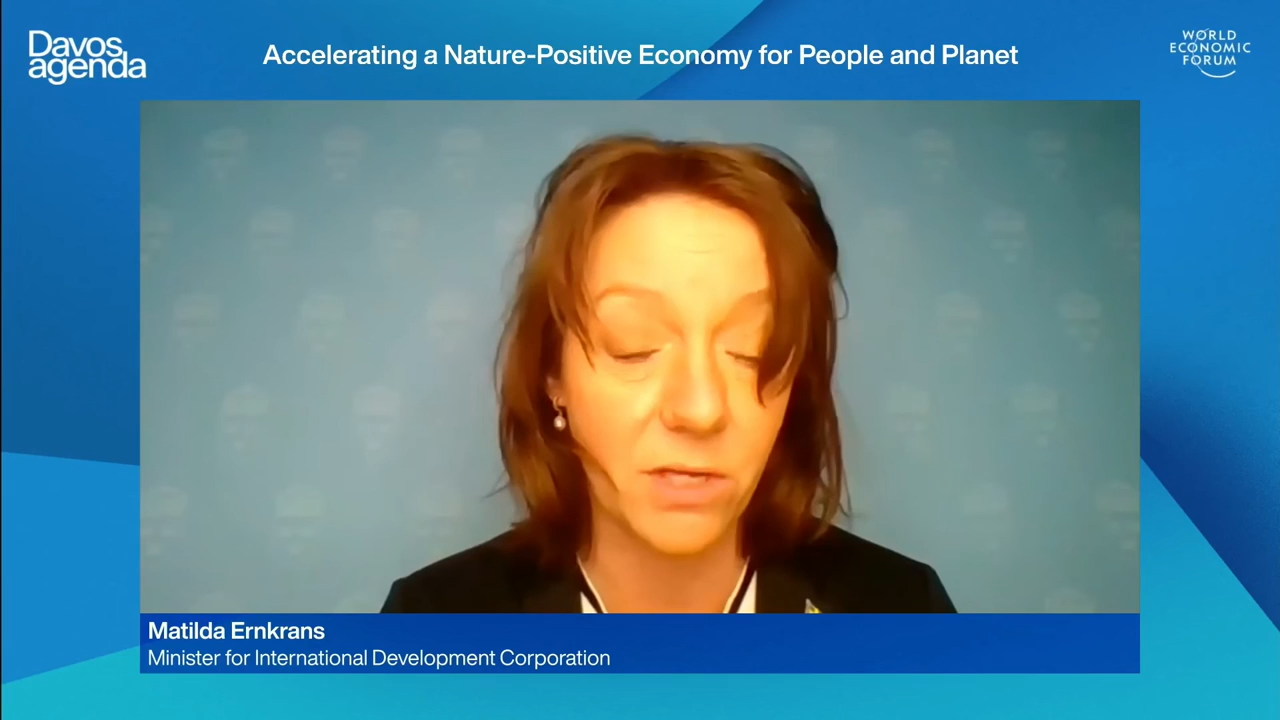 Davos
agenda
Accelerating a Nature-Positive Economy for People and Planet
WORLD
ECONOMIC
FORUM
Matilda Ernkrans
Minister for International Development Corporation